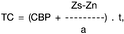 Zs-Zn
TC = (CBP + --------) . t,
a